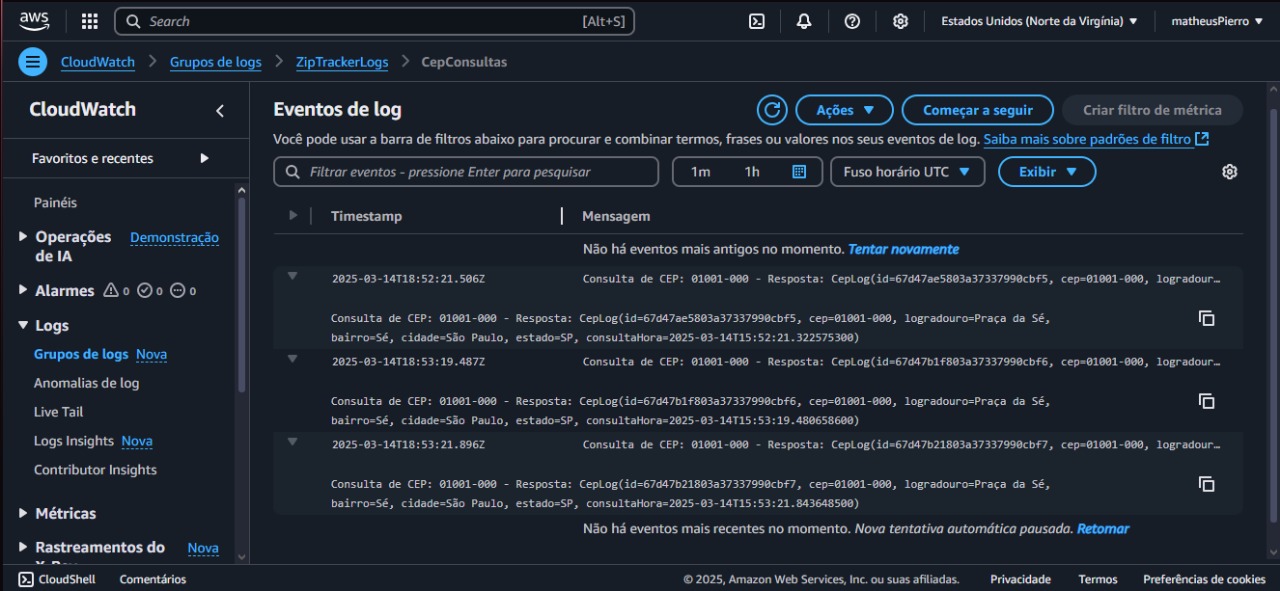 aws
Search [Alt+S]
Estados Unidos (Norte da Virgínia)
matheusPierro
CloudWatch
Grupos de logs
ZipTrackerLogs
CepConsultas
CloudWatch
Favoritos e recentes
Painéis
Operações de IA
Demonstração
Alarmes 0 0 0
Logs
Grupos de logs Nova
Anomalias de log
Live Tail
Logs Insights Nova
Contributor Insights
Métricas
Rastreamentos do
Nova
Eventos de log
Ações
Começar a seguir
Criar filtro de métrica
Você pode usar a barra de filtros abaixo para procurar e combinar termos, frases ou valores nos seus eventos de log. Saiba mais sobre padrões de filtro
Filtrar eventos - pressione Enter para pesquisar
1m 1h
Fuso horário UTC
Exibir
Timestamp Mensagem
Não há eventos mais antigos no momento. Tentar novamente
2025-03-14T18:52:21.506Z Consulta de CEP: 01001-000 - Resposta: CepLog(id=67d47ae5803a37337990cbf5, cep=01001-000, logradour…
Consulta de CEP: 01001-000 - Resposta: CepLog(id=67d47ae5803a37337990cbf5, cep=01001-000, logradouro=Praça da Sé,
bairro=Sé, cidade=São Paulo, estado=SP, consultaHora=2025-03-14T15:52:21.322575300)
2025-03-14T18:53:19.487Z Consulta de CEP: 01001-000 - Resposta: CepLog(id=67d47b1f803a37337990cbf6, cep=01001-000, logradour…
Consulta de CEP: 01001-000 - Resposta: CepLog(id=67d47b1f803a37337990cbf6, cep=01001-000, logradouro=Praça da Sé,
bairro=Sé, cidade=São Paulo, estado=SP, consultaHora=2025-03-14T15:53:19.480658600)
2025-03-14T18:53:21.896Z Consulta de CEP: 01001-000 - Resposta: CepLog(id=67d47b21803a37337990cbf7, cep=01001-000, logradour…
Consulta de CEP: 01001-000 - Resposta: CepLog(id=67d47b21803a37337990cbf7, cep=01001-000, logradouro=Praça da Sé,
bairro=Sé, cidade=São Paulo, estado=SP, consultaHora=2025-03-14T15:53:21.843648500)
Não há eventos mais recentes no momento. Nova tentativa automática pausada. Retomar
CloudShell
Comentários
© 2025, Amazon Web Services, Inc. ou suas afiliadas.
Privacidade
Termos
Preferências de cookies